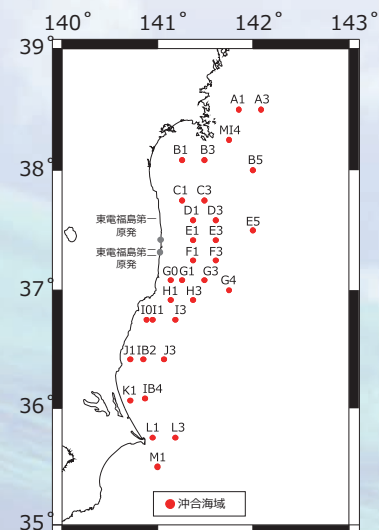 140° 141° 142° 143°
39°
A1 A3
MI4
B1 B3
38°
B5
C1 C3
D1 D3
東電福島第一
原発
E1 E3
E5
東電福島第二
原発
F1 F3
G0 G1 G3
G4
37°
H1 H3
I0 I1 I3
J1 IB2 J3
K1 IB4
36°
L1 L3
M1
沖合海域
35°